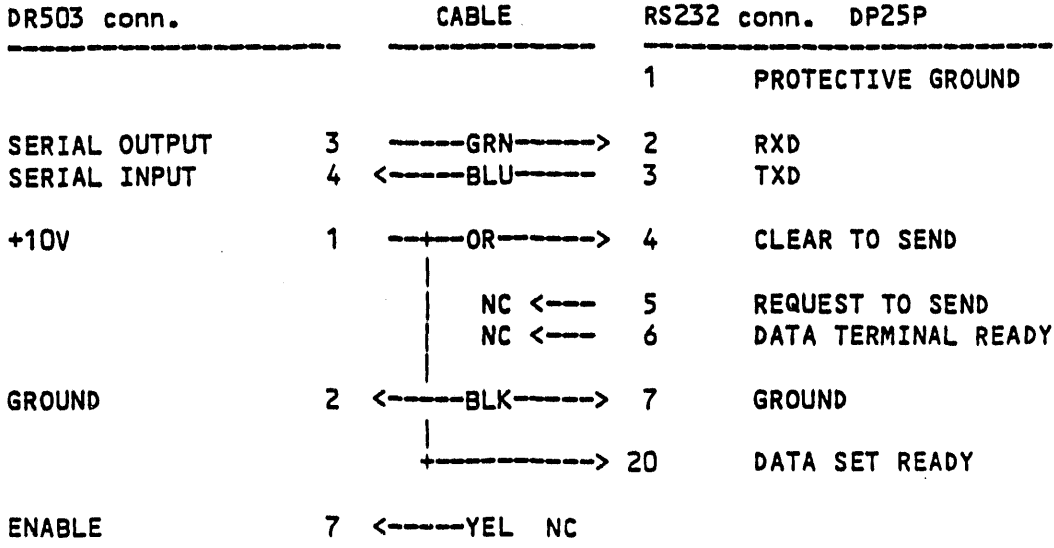 DR503 conn.          CABLE          RS232 conn.  DP25P
--------------------   -------------   --------------------------
                                       1     PROTECTIVE GROUND
SERIAL OUTPUT      3   -----GRN----->  2     RXD
SERIAL INPUT       4  <-----BLU-----   3     TXD
+10V               1   --+--OR------>  4     CLEAR TO SEND
                         |
                         |   NC <---   5     REQUEST TO SEND
                         |   NC <---   6     DATA TERMINAL READY
                         |
GROUND             2  <-----BLK----->  7     GROUND
                         |
                         +----------> 20     DATA SET READY
ENABLE             7  <-----YEL  NC